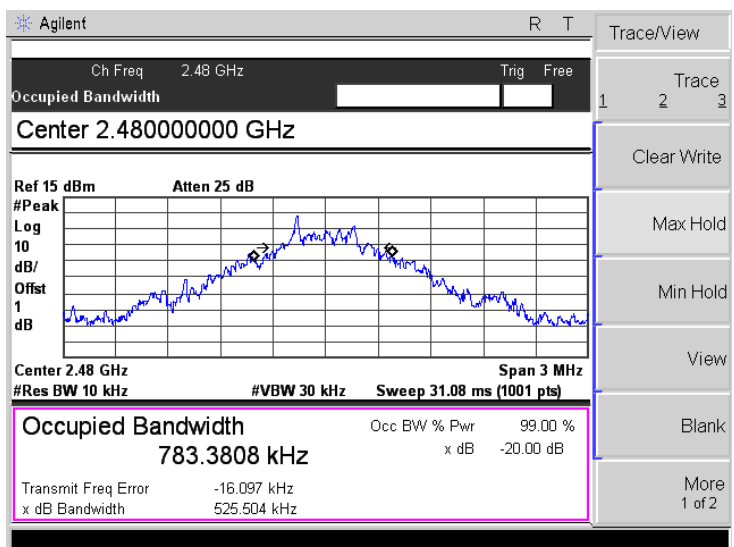 Agilent R T
Ch Freq 2.48 GHz Trig Free
Occupied Bandwidth
Center 2.480000000 GHz
Ref 15 dBm Atten 25 dB
#Peak
Log
10
dB/
Offst
1
dB
Center 2.48 GHz Span 3 MHz
#Res BW 10 kHz #VBW 30 kHz Sweep 31.08 ms (1001 pts)
Occupied Bandwidth Occ BW % Pwr 99.00 %
783.3808 kHz x dB -20.00 dB
Transmit Freq Error -16.097 kHz
x dB Bandwidth 525.504 kHz
Trace/View
Trace
1 2 3
Clear Write
Max Hold
Min Hold
View
Blank
More
1 of 2